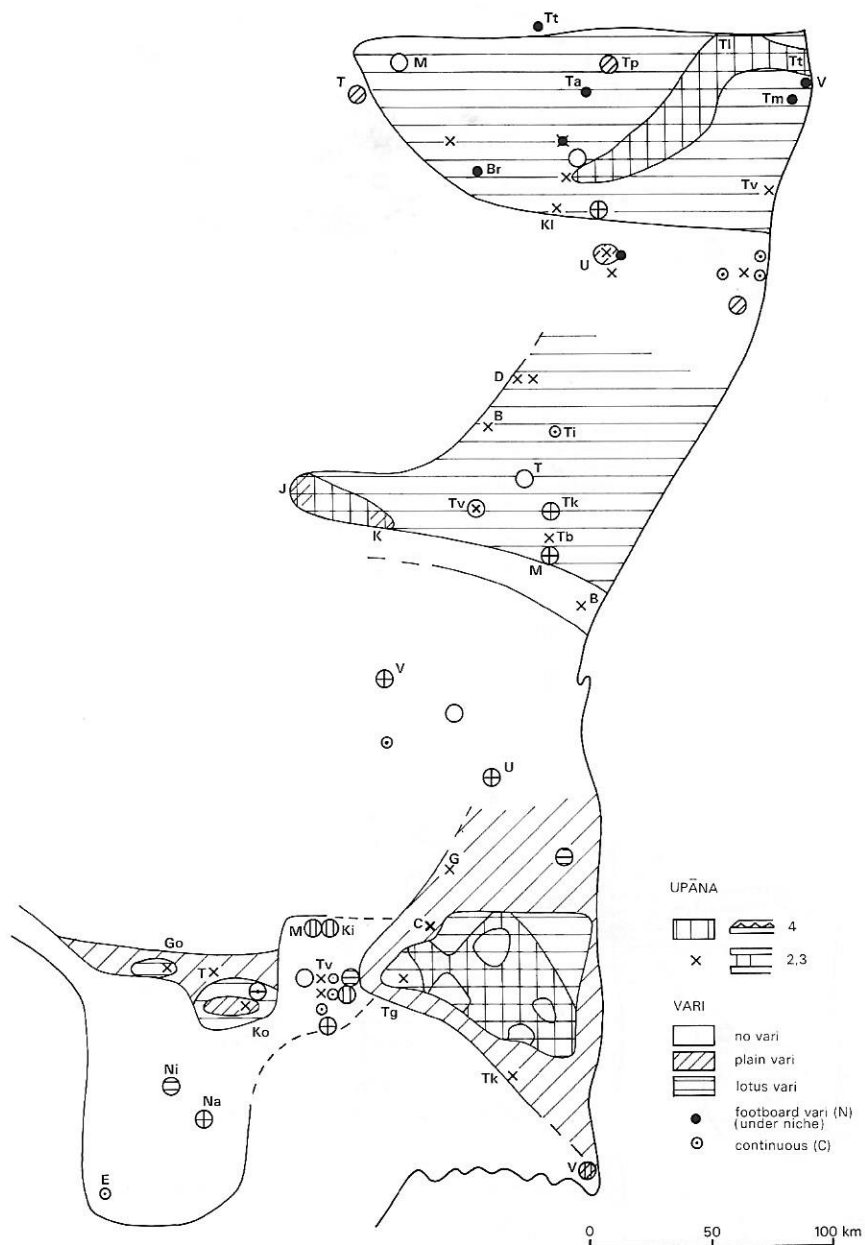 Tt
M
Tp
Tl
Tt
T
Ta
V
Tm
Br
Tv
Kl
U
D
B
Ti
T
J
Tv
Tk
K
Tb
M
B
V
U
G
UPĀNA
4
2,3
C
M
Ki
Go
T
Tv
Tg
Ko
VARI
no vari
plain vari
lotus vari
footboard vari (N)
(under niche)
continuous (C)
Ni
Na
Tk
E
V
0 50 100 km